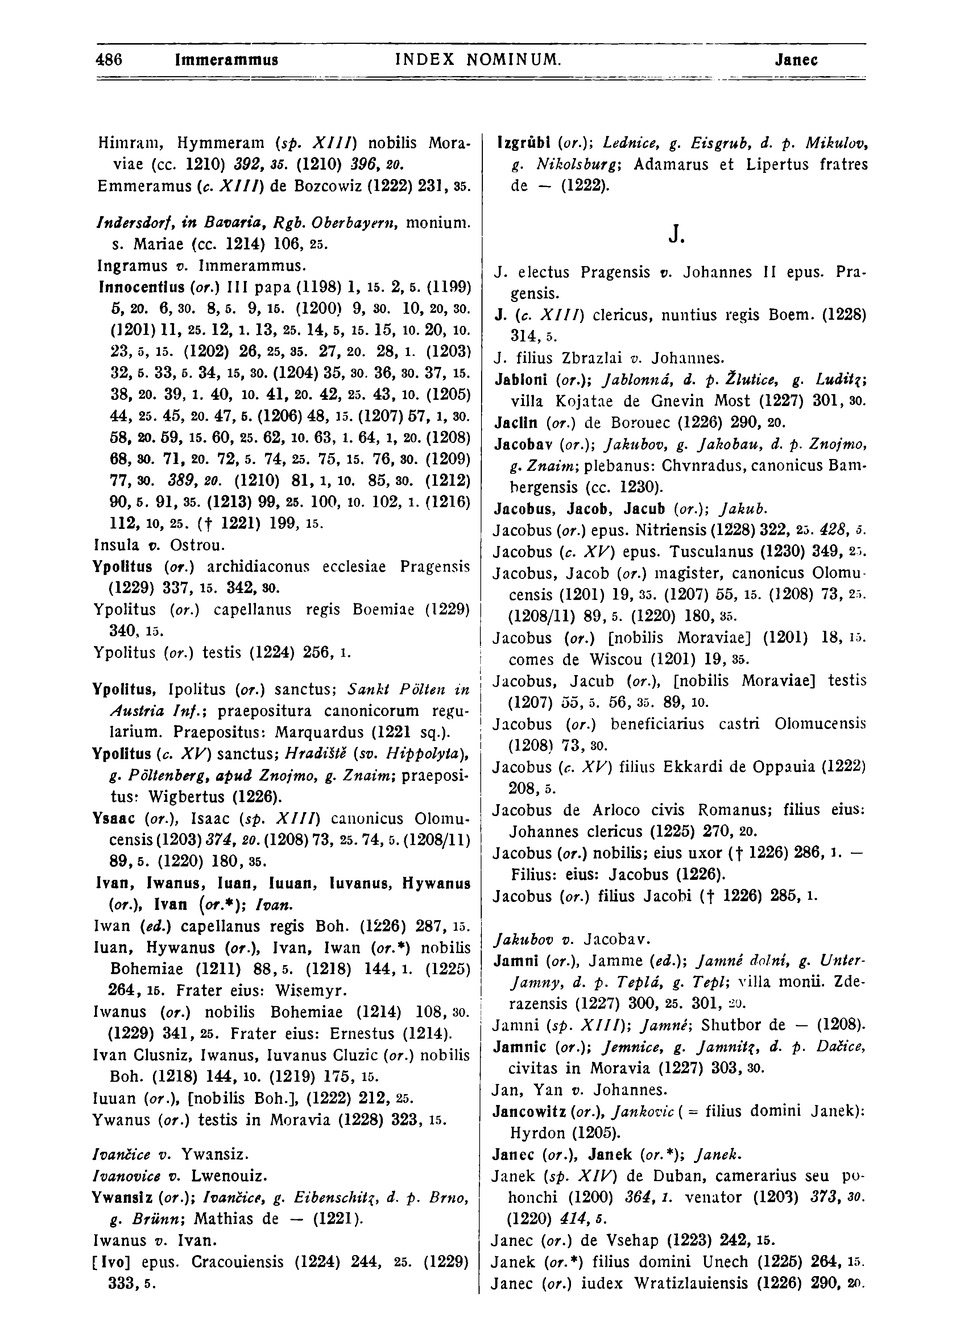 486 Immerammus INDEX NOMINUM. Janec
Himram, Hymmeram (sp. XIII) nobilis Mora-
viae (cc. 1210) 392, 35. (1210) 396, 20.
Emmeramus (c. XIII) de Bozcowiz (1222) 231, 35.
Indersdorf, in Bavaria, Rgb. Oberbayern, monium.
s. Mariae (cc. 1214) 106, 25.
Ingramus v. Immerammus.
Innocentius (or.) III papa (1198) 1, 15. 2, 5. (1199)
5, 20. 6, 30. 8, 5. 9, 15. (1200) 9, 30. 10, 20, 30.
(1201) 11, 25. 12, 1. 13, 25. 14, 5, 15. 15, 10. 20, 10.
23, 5, 15. (1202) 26, 25, 35. 27, 20. 28, 1. (1203)
32, 5. 33, 5. 34, 15, 30. (1204) 35, 30. 36, 30. 37, 15.
38, 20. 39, 1. 40, 10. 41, 20. 42, 25. 43, 10. (1205)
44, 25. 45, 20. 47, 5. (1206) 48, 15. (1207) 57, 1, 30.
58, 20. 59, 15. 60, 25. 62, 10. 63, 1. 64, 1, 20. (1208)
68, 30. 71, 20. 72, 5. 74, 25. 75, 15. 76, 30. (1209)
77, 30. 389, 20. (1210) 81, 1, 10. 85, 30. (1212)
90, 5. 91, 35. (1213) 99, 25. 100, 10. 102, 1. (1216)
112, 10, 25. († 1221) 199, 15.
Insula v. Ostrou.
Ypolitus (or.) archidiaconus ecclesiae Pragensis
(1229) 337, 15. 342, 30.
Ypolitus (or.) capellanus regis Boemiae (1229)
340, 15.
Ypolitus (or.) testis (1224) 256, 1.
Ypolitus, Ipolitus (or.) sanctus; Sankt Pölten in
Austria Inf.; praepositura canonicorum regu-
larium. Praepositus: Marquardus (1221 sq.).
Ypolitus (c. XV) sanctus; Hradiště (sv. Hippolyta),
g. Pöltenberg, apud Znojmo, g. Znaim; praeposi-
tus: Wigbertus (1226).
Ysaac (or.), Isaac (sp. XIII) canonicus Olomu-
censis (1203) 374, 20. (1208) 73, 25. 74, 5. (1208/11)
89, 5. (1220) 180, 35.
Ivan, Iwanus, Iuan, Iuuan, Iuvanus, Hywanus
(or.), Ivan (or.*); Ivan.
Iwan (ed.) capellanus regis Boh. (1226) 287, 15.
Iuan, Hywanus (or.), Ivan, Iwan (or.*) nobilis
Bohemiae (1211) 88, 5. (1218) 144, 1. (1225)
264, 15. Frater eius: Wisemyr.
Iwanus (or.) nobilis Bohemiae (1214) 108, 30.
(1229) 341, 25. Frater eius: Ernestus (1214).
Ivan Clusniz, Iwanus, Iuvanus Cluzic (or.) nobilis
Boh. (1218) 144, 10. (1219) 175, 15.
Iuuan (or.), [nobilis Boh.], (1222) 212, 25.
Ywanus (or.) testis in Moravia (1228) 323, 15.
Ivančice v. Ywansiz.
Ivanovice v. Lwenouiz.
Ywansiz (or.); Ivančice, g. Eibenschitz, d. p. Brno,
g. Brünn; Mathias de — (1221).
Iwanus v. Ivan.
[Ivo] epus. Cracouiensis (1224) 244, 25. (1229)
333, 5.
Izgrúbl (or.); Lednice, g. Eisgrub, d. p. Mikulov,
g. Nikolsburg; Adamarus et Lipertus fratres
de — (1222).
J.
J. electus Pragensis v. Johannes II epus. Pra-
gensis.
J. (c. XIII) clericus, nuntius regis Boem. (1228)
314, 5.
J. filius Zbrazlai v. Johannes.
Jabloni (or.); Jablonná, d. p. Žlutice, g. Luditz;
villa Kojatae de Gnevin Most (1227) 301, 30.
Jaclin (or.) de Borouec (1226) 290, 20.
Jacobav (or.); Jakubov, g. Jakobau, d. p. Znojmo,
g. Znaim; plebanus: Chvnradus, canonicus Bam-
bergensis (cc. 1230).
Jacobus, Jacob, Jacub (or.); Jakub.
Jacobus (or.) epus. Nitriensis (1228) 322, 25. 428, 5.
Jacobus (c. XV) epus. Tusculanus (1230) 349, 25.
Jacobus, Jacob (or.) magister, canonicus Olomu-
censis (1201) 19, 35. (1207) 55, 15. (1208) 73, 25.
(1208/11) 89, 5. (1220) 180, 35.
Jacobus (or.) [nobilis Moraviae] (1201) 18, 15.
comes de Wiscou (1201) 19, 35.
Jacobus, Jacub (or.), [nobilis Moraviae] testis
(1207) 55, 5. 56, 35. 89, 10.
Jacobus (or.) beneficiarius castri Olomucensis
(1208) 73, 30.
Jacobus (c. XV) filius Ekkardi de Oppauia (1222)
208, 5.
Jacobus de Arloco civis Romanus; filius eius:
Johannes clericus (1225) 270, 20.
Jacobus (or.) nobilis; eius uxor († 1226) 286, 1. —
Filius: eius: Jacobus (1226).
Jacobus (or.) filius Jacobi († 1226) 285, 1.
Jakubov v. Jacobav.
Jamni (or.), Jamme (ed.); Jamné dolní, g. Unter-
Jamny, d. p. Teplá, g. Tepl; villa monii. Zde-
razensis (1227) 300, 25. 301, 20.
Jamni (sp. XIII); Jamné; Shutbor de — (1208).
Jamnic (or.); Jemnice, g. Jamnitz, d. p. Dačice,
civitas in Moravia (1227) 303, 30.
Jan, Yan v. Johannes.
Jancowitz (or.), Jankovic ( = filius domini Janek):
Hyrdon (1205).
Janec (or.), Janek (or.*); Janek.
Janek (sp. XIV) de Duban, camerarius seu po-
honchi (1200) 364, 1. venator (1203) 373, 30.
(1220) 414, 5.
Janec (or.) de Vsehap (1223) 242, 15.
Janek (or.*) filius domini Unech (1225) 264, 15.
Janec (or.) iudex Wratizlauiensis (1226) 290, 20.